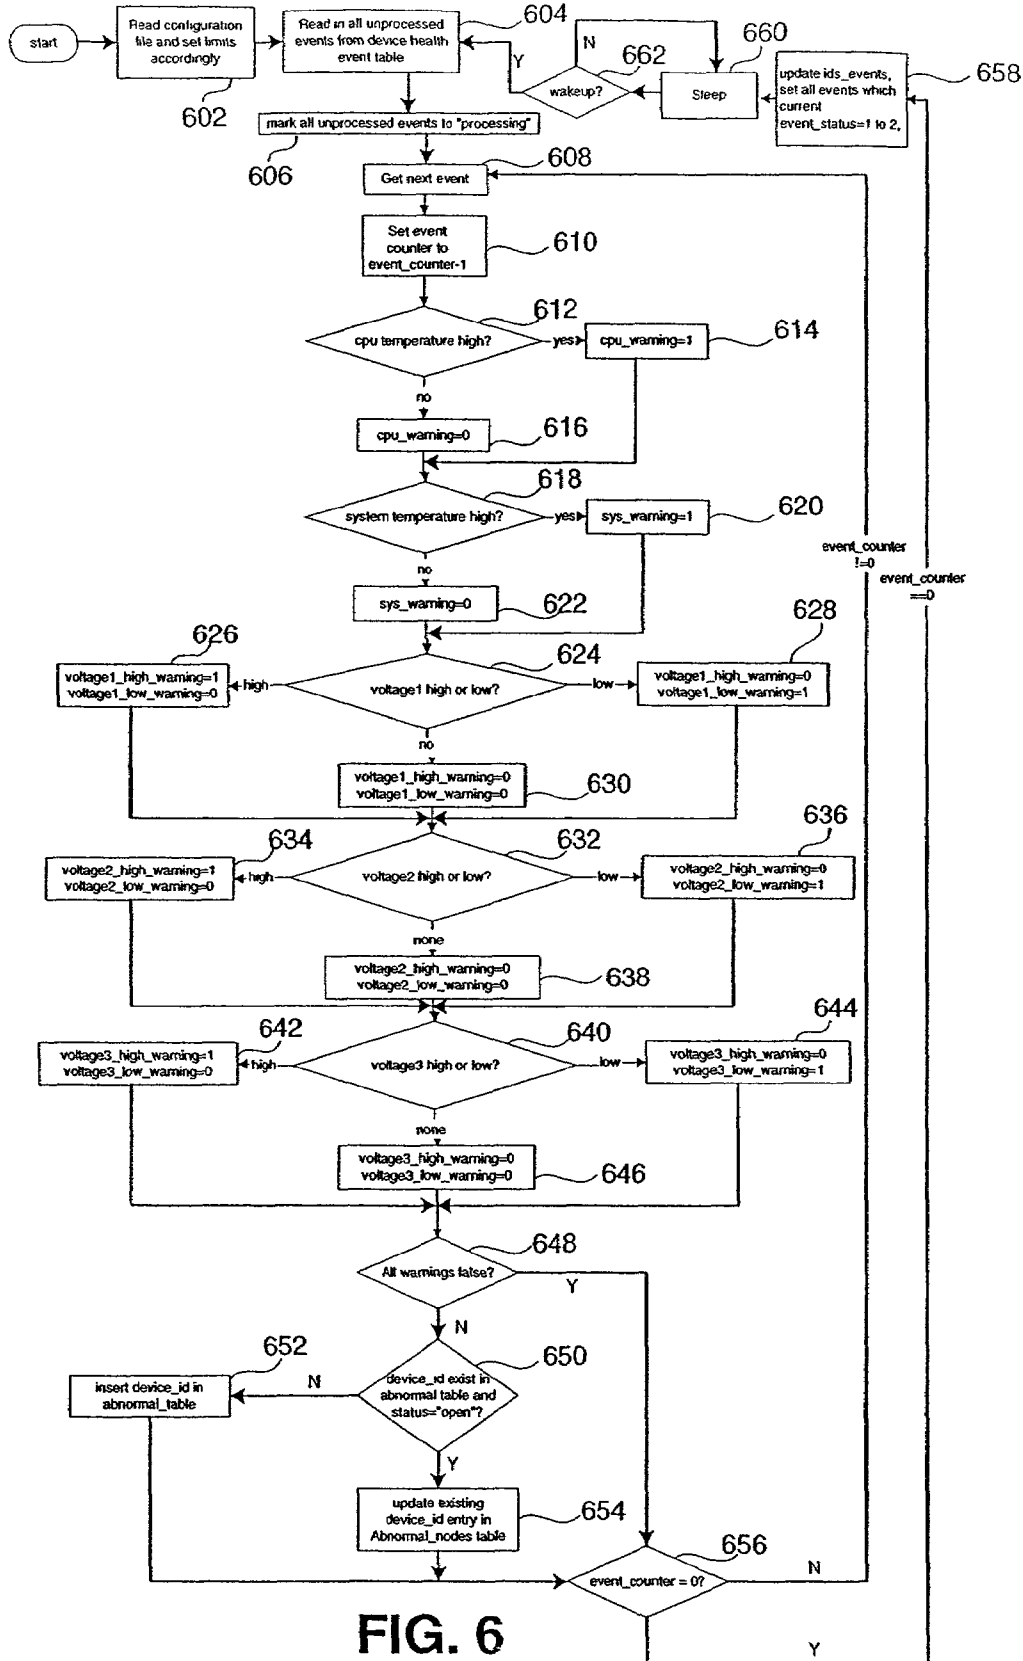 start
Read configuration
file and set limits
accordingly
602
Read in all unprocessed
events from device health
event table
604
Y
N
wakeup?
662
Sleep
660
update ids_events,
set all events which
current
event_status=1 to 2,
658
mark all unprocessed events to "processing"
606
Get next event
608
Set event
counter to
event_counter-1
610
cpu temperature high?
612
yes
cpu_warning=1
614
no
cpu_warning=0
616
system temperature high?
618
yes
sys_warning=1
620
no
sys_warning=0
622
event_counter
!=0
event_counter
==0
voltage1 high or low?
624
high
voltage1_high_warning=1
voltage1_low_warning=0
626
low
voltage1_high_warning=0
voltage1_low_warning=1
628
no
voltage1_high_warning=0
voltage1_low_warning=0
630
voltage2 high or low?
632
high
voltage2_high_warning=1
voltage2_low_warning=0
634
low
voltage2_high_warning=0
voltage2_low_warning=1
636
none
voltage2_high_warning=0
voltage2_low_warning=0
638
voltage3 high or low?
640
high
voltage3_high_warning=1
voltage3_low_warning=0
642
low
voltage3_high_warning=0
voltage3_low_warning=1
644
none
voltage3_high_warning=0
voltage3_low_warning=0
646
All warnings false?
648
Y
N
device_id exist in
abnormal table and
status="open"?
650
N
insert device_id in
abnormal_table
652
Y
update existing
device_id entry in
Abnormal_nodes table
654
event_counter = 0?
656
N
Y
FIG. 6